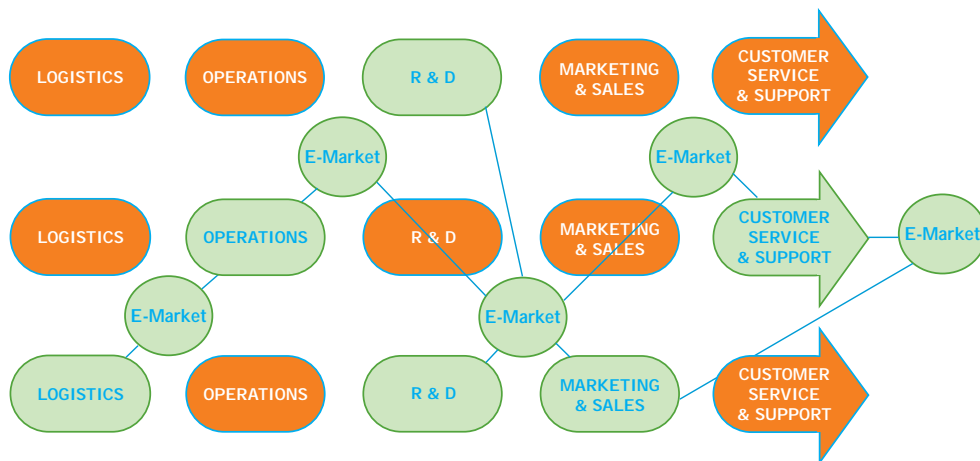 LOGISTICS
OPERATIONS
R & D
MARKETING
& SALES
CUSTOMER
SERVICE
& SUPPORT
E-Market
E-Market
LOGISTICS
OPERATIONS
R & D
MARKETING
& SALES
CUSTOMER
SERVICE
& SUPPORT
E-Market
E-Market
E-Market
LOGISTICS
OPERATIONS
R & D
MARKETING
& SALES
CUSTOMER
SERVICE
& SUPPORT